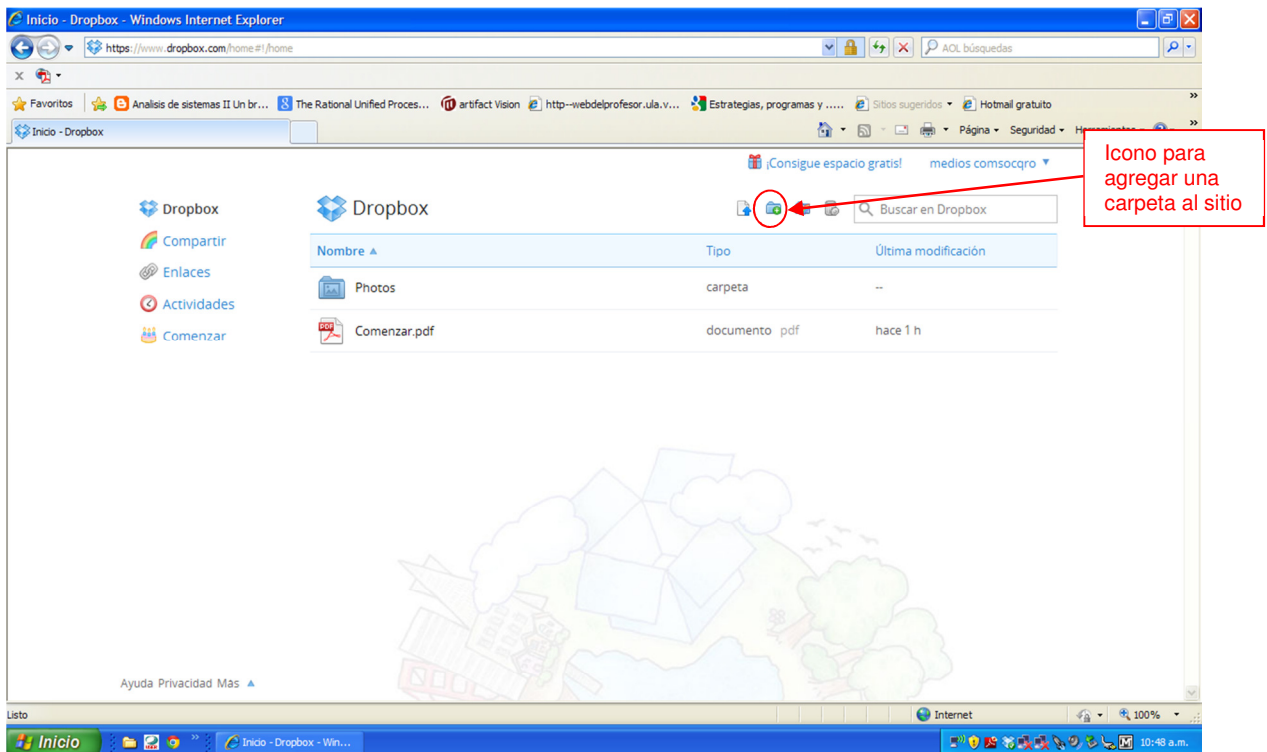 Inicio - Dropbox - Windows Internet Explorer
https://www.dropbox.com/home#!/home
AOL búsquedas
Favoritos
Analisis de sistemas II Un br...
The Rational Unified Proces...
artifact Vision
http--webdelprofesor.ula.v...
Estrategias, programas y .....
Sitios sugeridos
Hotmail gratuito
Inicio - Dropbox
Página
Seguridad
Icono para
agregar una
carpeta al sitio
¡Consigue espacio gratis!
medios comsocqro
Dropbox
Compartir
Enlaces
Actividades
Comenzar
Dropbox
Buscar en Dropbox
Nombre
Tipo
Última modificación
Photos
carpeta
--
Comenzar.pdf
documento pdf
hace 1 h
Ayuda Privacidad Más
Listo
Internet
100%
Inicio
Inicio - Dropbox - Win...
10:48 a.m.